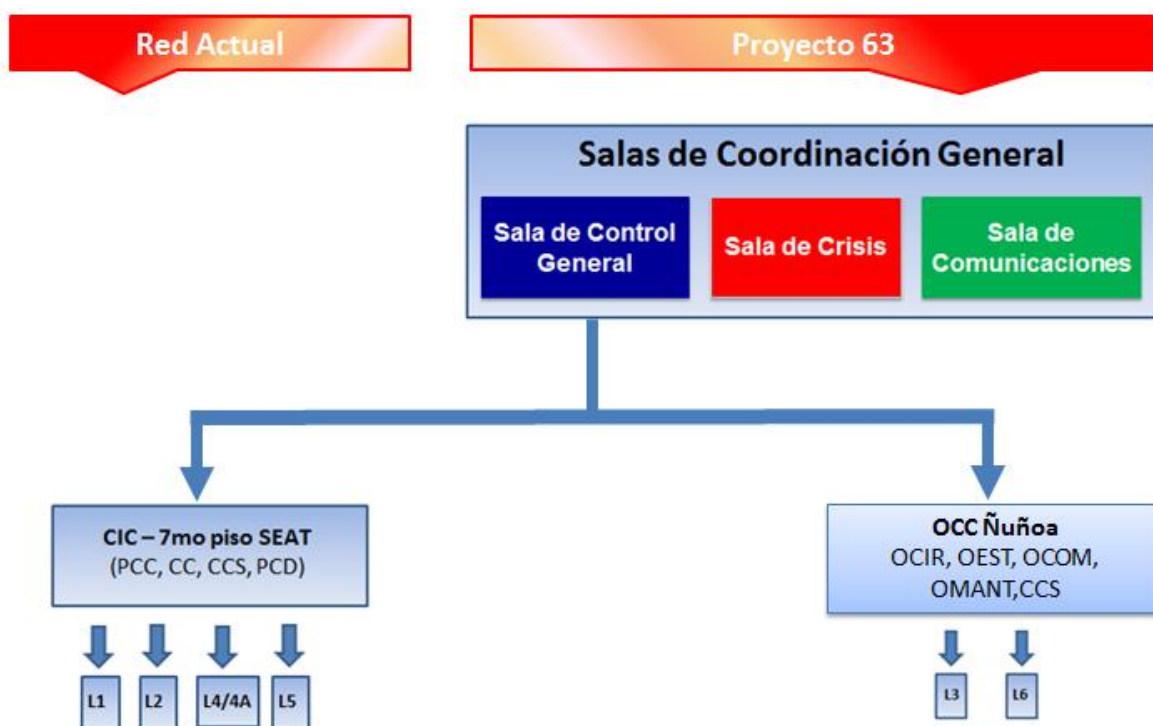 Red Actual
Proyecto 63
Salas de Coordinación General
Sala de Control
General
Sala de Crisis
Sala de
Comunicaciones
CIC – 7mo piso SEAT
(PCC, CC, CCS, PCD)
OCC Ñuñoa
OCIR, OEST, OCOM,
OMANT,CCS
L1
L2
L4/4A
L5
L3
L6